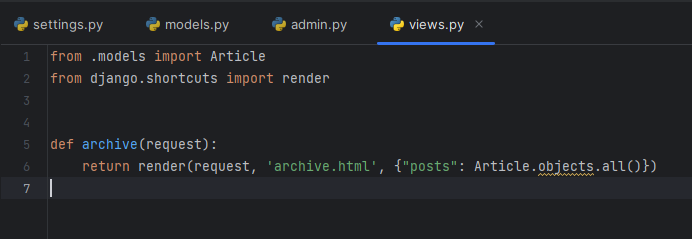 settings.py models.py admin.py views.py
1 from .models import Article
2 from django.shortcuts import render
3
4
5 def archive(request):
6     return render(request, 'archive.html', {"posts": Article.objects.all()})
7